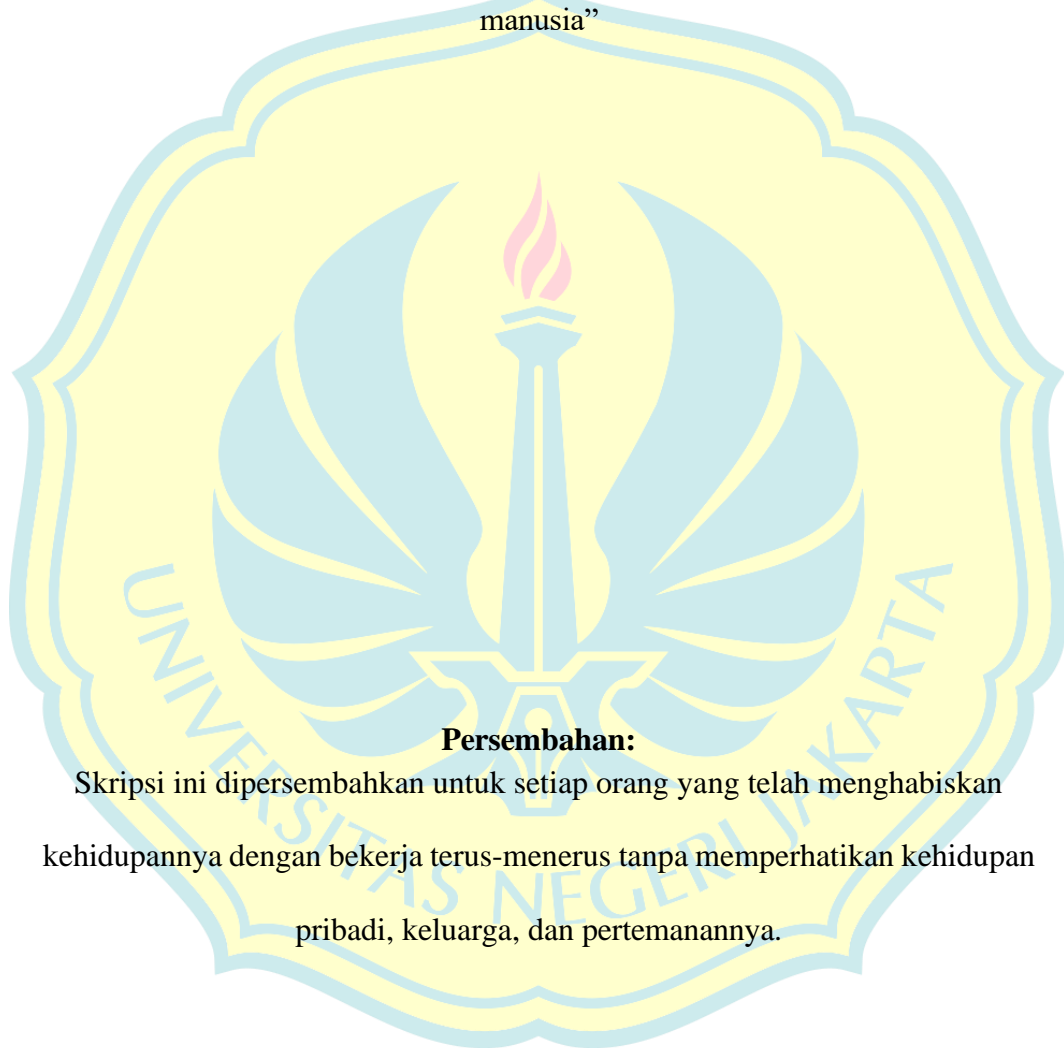 manusia”
Persembahan:
Skripsi ini dipersembahkan untuk setiap orang yang telah menghabiskan
kehidupannya dengan bekerja terus-menerus tanpa memperhatikan kehidupan
pribadi, keluarga, dan pertemanannya.
UNIVERSITAS NEGERI JAKARTA